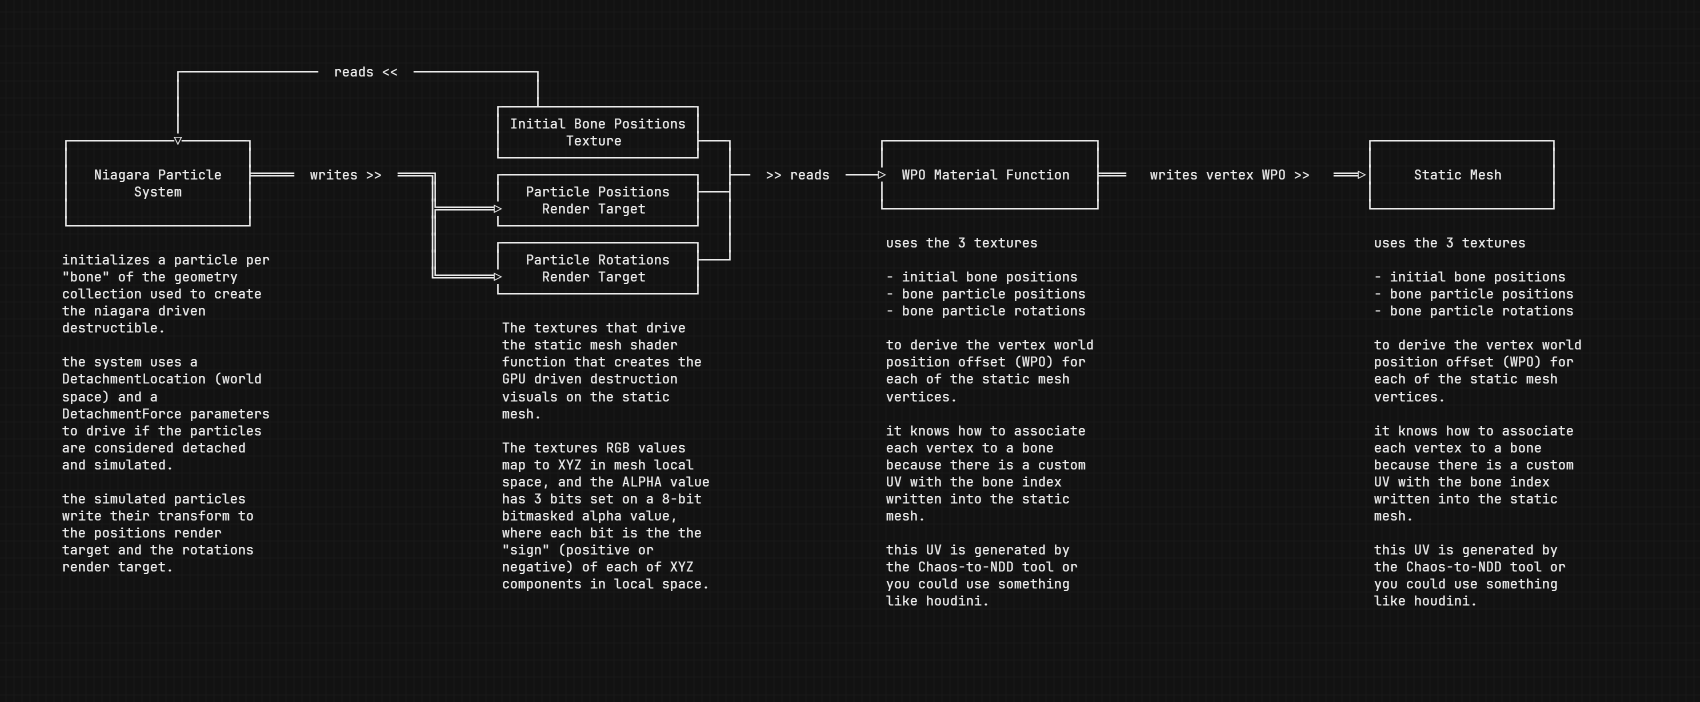 reads <<
Initial Bone Positions
Texture
Niagara Particle
System
writes >>
Particle Positions
Render Target
Particle Rotations
Render Target
>> reads
WPO Material Function
writes vertex WPO >>
Static Mesh
initializes a particle per
"bone" of the geometry
collection used to create
the niagara driven
destructible.
the system uses a
DetachmentLocation (world
space) and a
DetachmentForce parameters
to drive if the particles
are considered detached
and simulated.
the simulated particles
write their transform to
the positions render
target and the rotations
render target.
The textures that drive
the static mesh shader
function that creates the
GPU driven destruction
visuals on the static
mesh.
The textures RGB values
map to XYZ in mesh local
space, and the ALPHA value
has 3 bits set on a 8-bit
bitmasked alpha value,
where each bit is the the
"sign" (positive or
negative) of each of XYZ
components in local space.
uses the 3 textures
- initial bone positions
- bone particle positions
- bone particle rotations
to derive the vertex world
position offset (WPO) for
each of the static mesh
vertices.
it knows how to associate
each vertex to a bone
because there is a custom
UV with the bone index
written into the static
mesh.
this UV is generated by
the Chaos-to-NDD tool or
you could use something
like houdini.
uses the 3 textures
- initial bone positions
- bone particle positions
- bone particle rotations
to derive the vertex world
position offset (WPO) for
each of the static mesh
vertices.
it knows how to associate
each vertex to a bone
because there is a custom
UV with the bone index
written into the static
mesh.
this UV is generated by
the Chaos-to-NDD tool or
you could use something
like houdini.